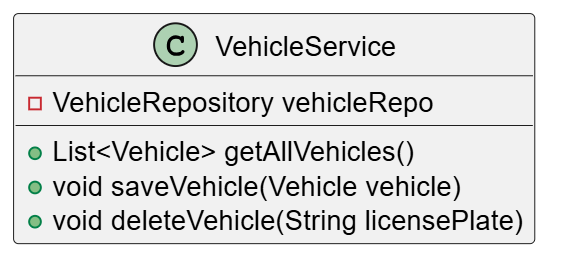 C VehicleService
VehicleRepository vehicleRepo
List<Vehicle> getAllVehicles()
void saveVehicle(Vehicle vehicle)
void deleteVehicle(String licensePlate)